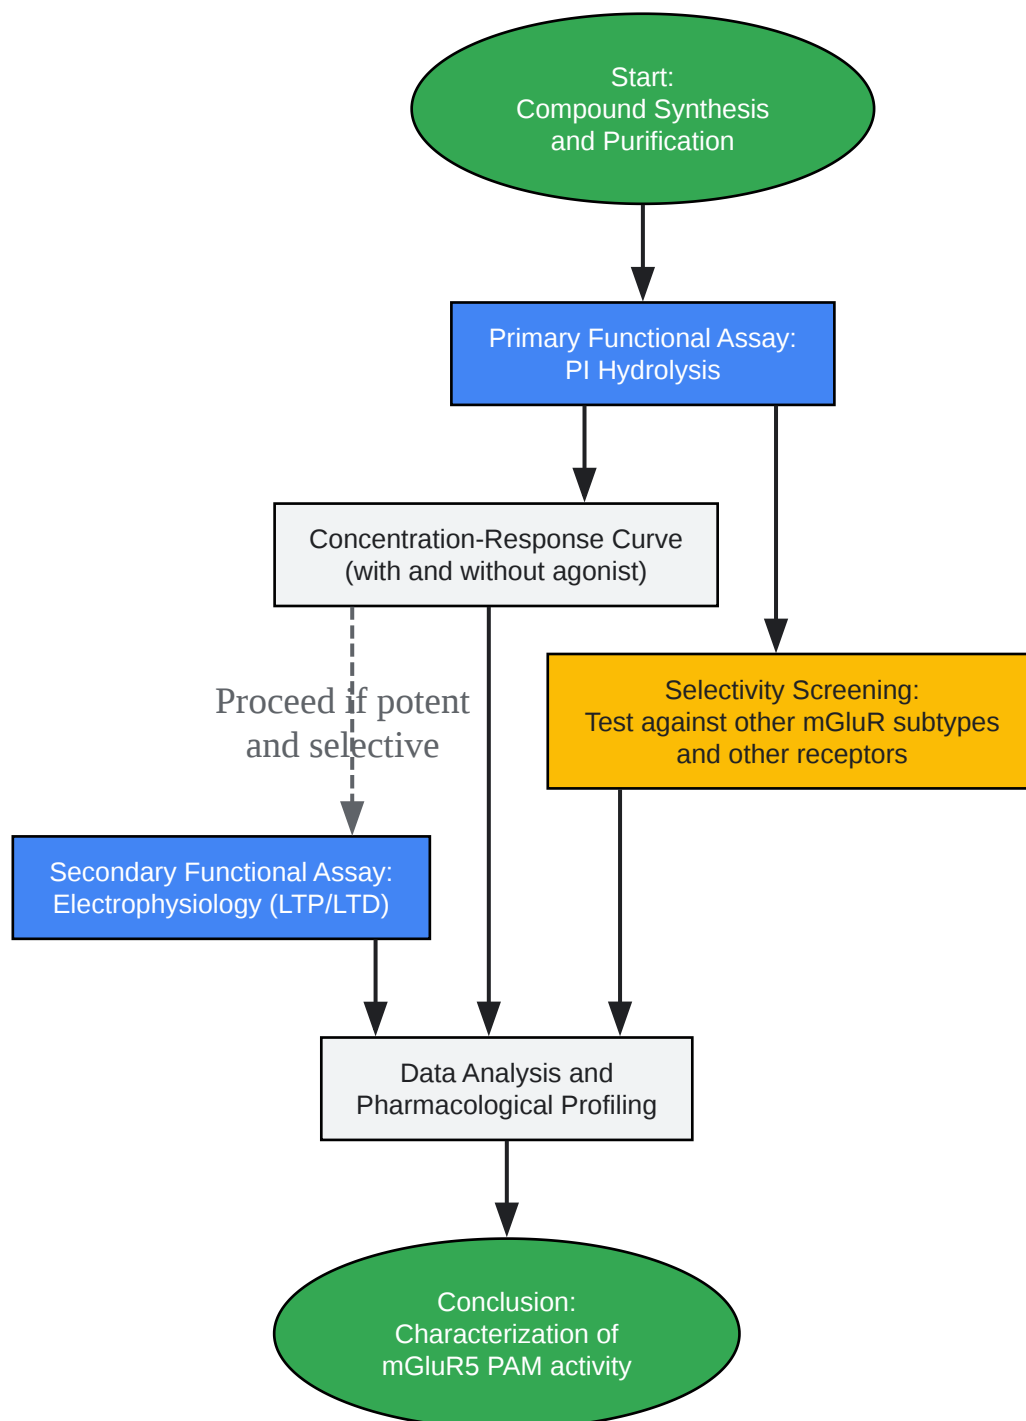 Start:
Compound Synthesis
and Purification
Primary Functional Assay:
PI Hydrolysis
Concentration-Response Curve
(with and without agonist)
Selectivity Screening:
Test against other mGluR subtypes
and other receptors
Proceed if potent
and selective
Secondary Functional Assay:
Electrophysiology (LTP/LTD)
Data Analysis and
Pharmacological Profiling
Conclusion:
Characterization of
mGluR5 PAM activity